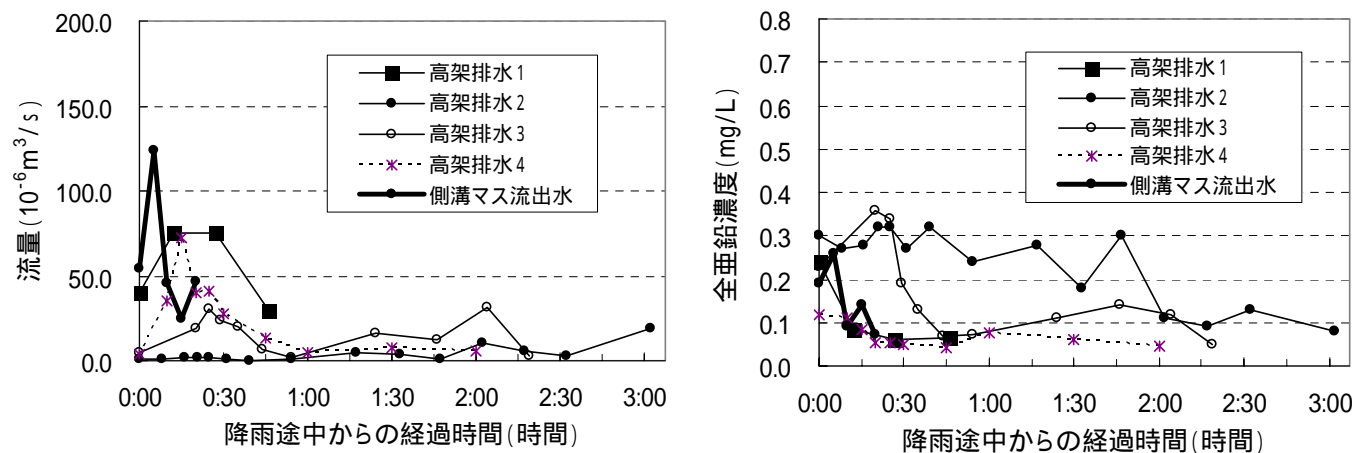 200.0
150.0
100.0
50.0
0.0
流量(10-6m3/s)
高架排水1
高架排水2
高架排水3
高架排水4
側溝マス流出水
0:00 0:30 1:00 1:30 2:00 2:30 3:00
降雨途中からの経過時間(時間)
0.8
0.7
0.6
0.5
0.4
0.3
0.2
0.1
0.0
全亜鉛濃度(mg/L)
高架排水1
高架排水2
高架排水3
高架排水4
側溝マス流出水
0:00 0:30 1:00 1:30 2:00 2:30 3:00
降雨途中からの経過時間(時間)